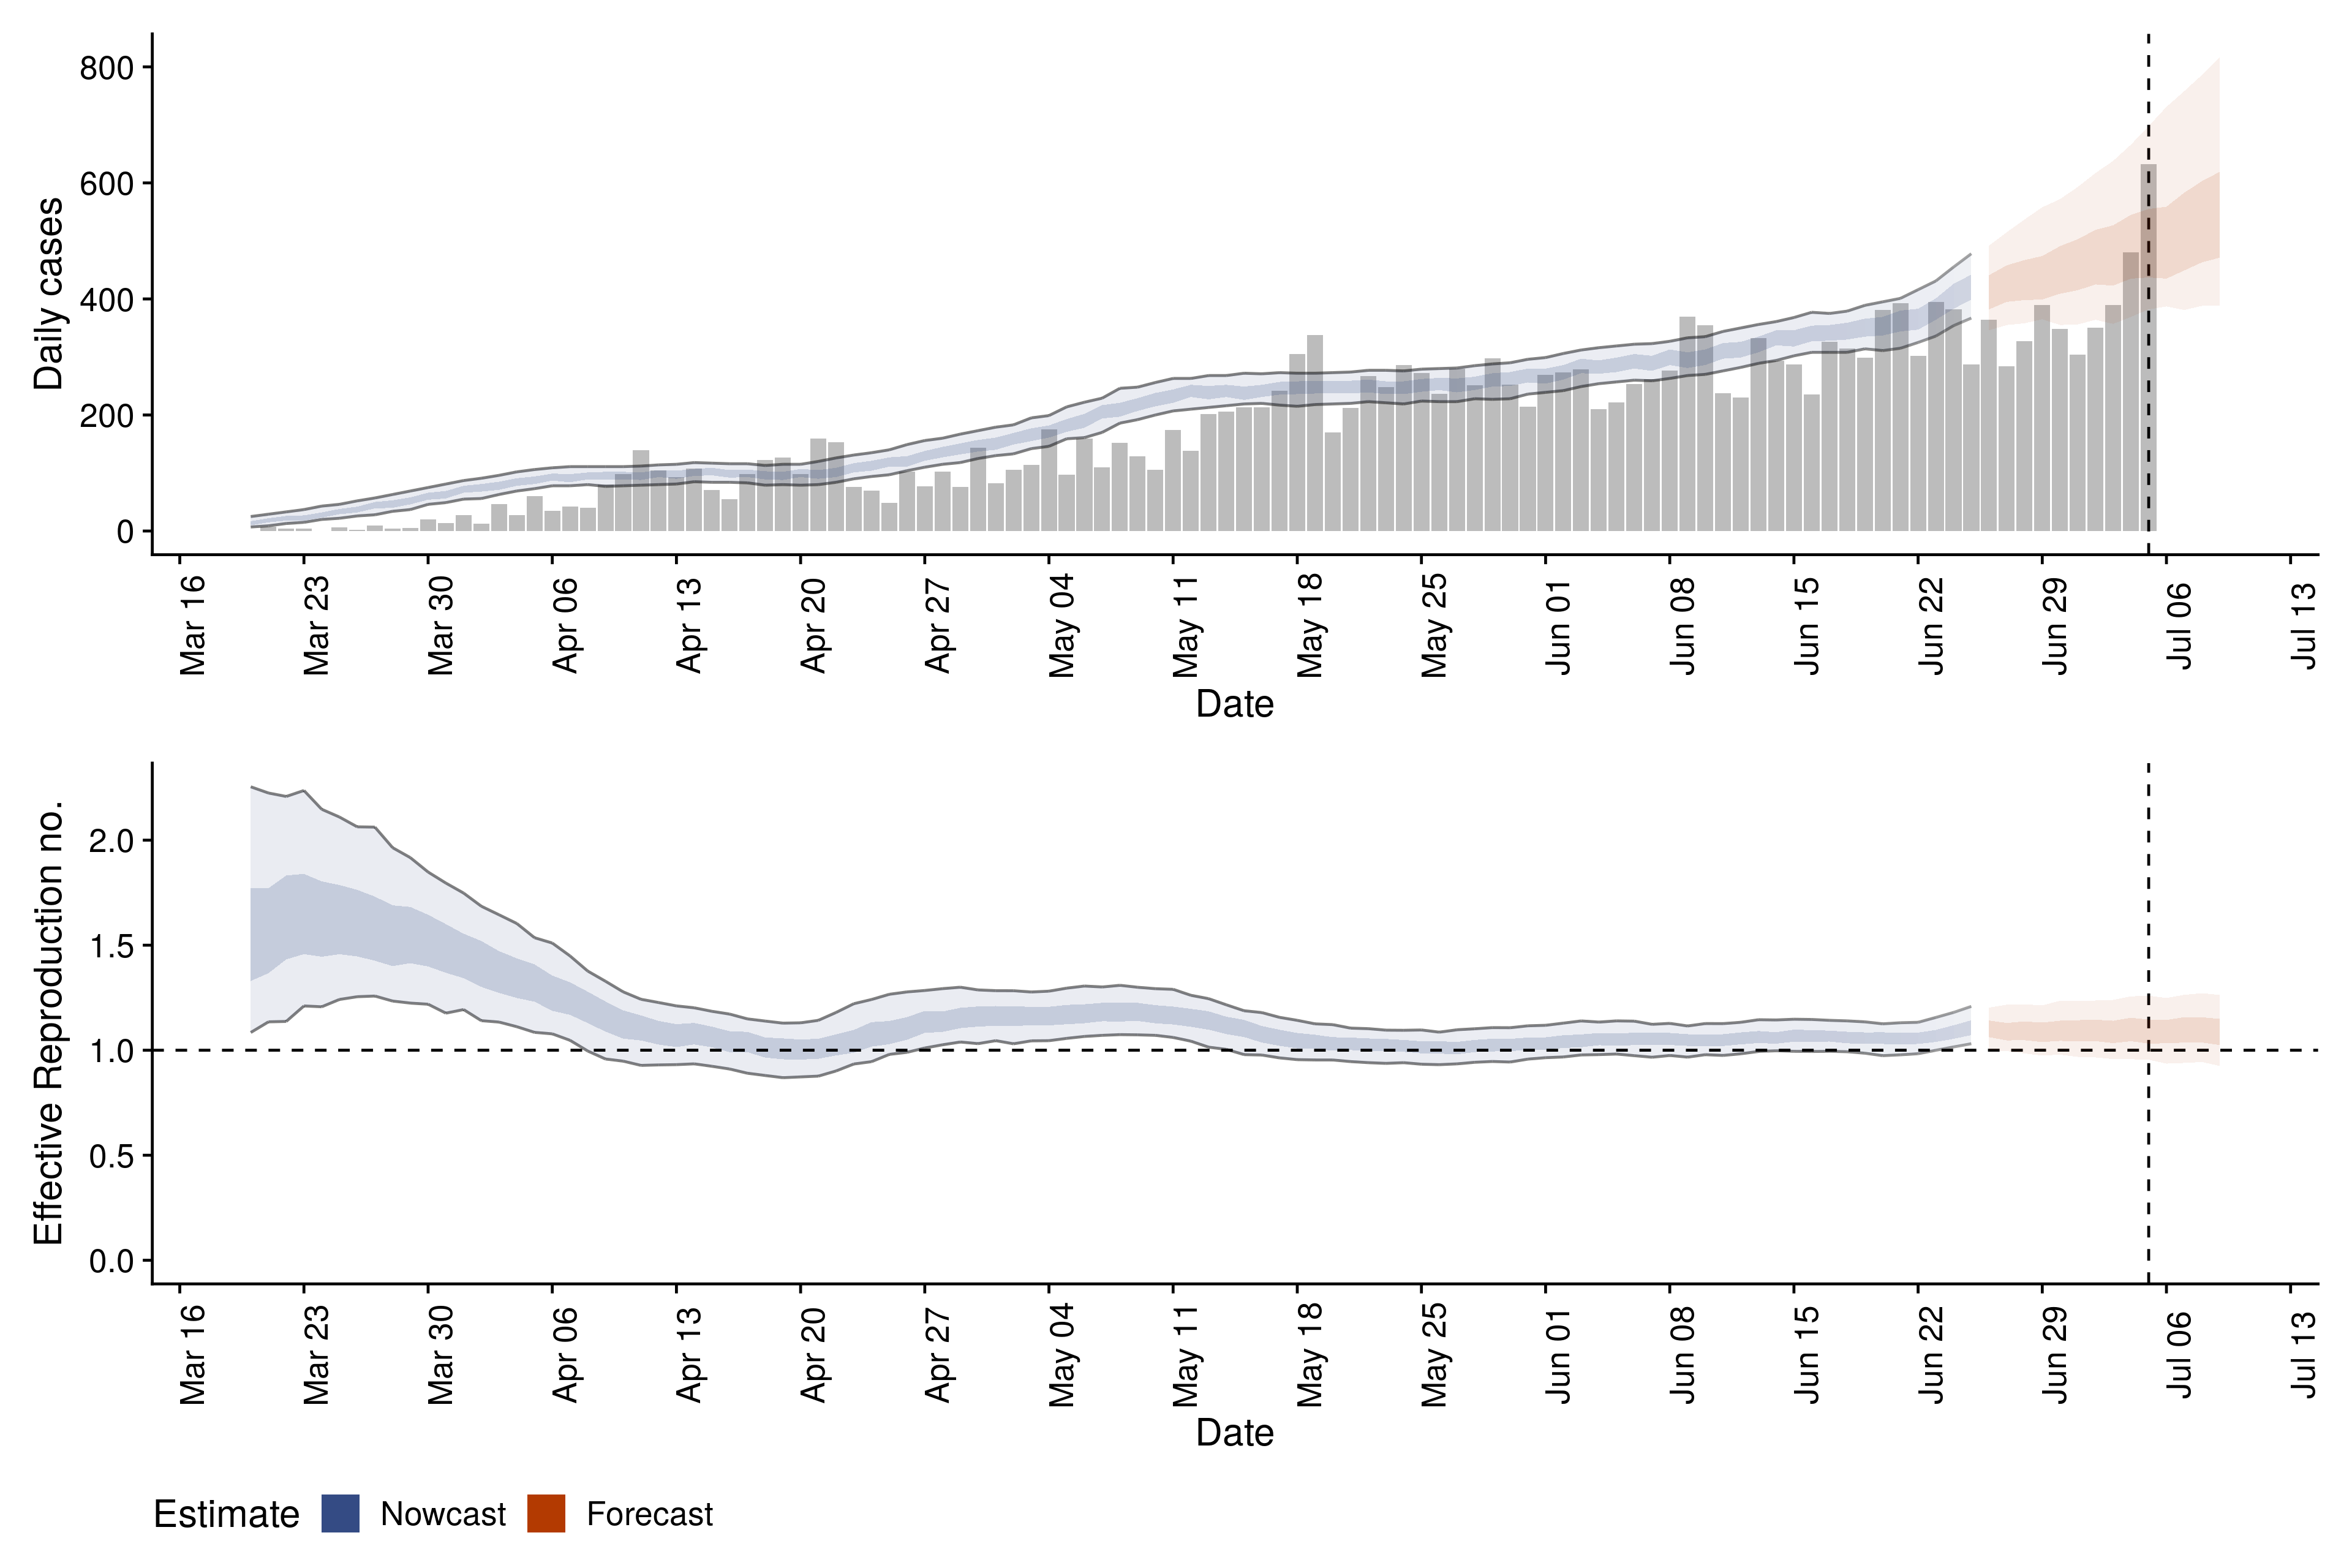 Daily cases
800
600
400
200
0
Mar 16
Mar 23
Mar 30
Apr 06
Apr 13
Apr 20
Apr 27
May 04
May 11
May 18
May 25
Jun 01
Jun 08
Jun 15
Jun 22
Jun 29
Jul 06
Jul 13
Date
Effective Reproduction no.
2.0
1.5
1.0
0.5
0.0
Mar 16
Mar 23
Mar 30
Apr 06
Apr 13
Apr 20
Apr 27
May 04
May 11
May 18
May 25
Jun 01
Jun 08
Jun 15
Jun 22
Jun 29
Jul 06
Jul 13
Date
Estimate Nowcast Forecast